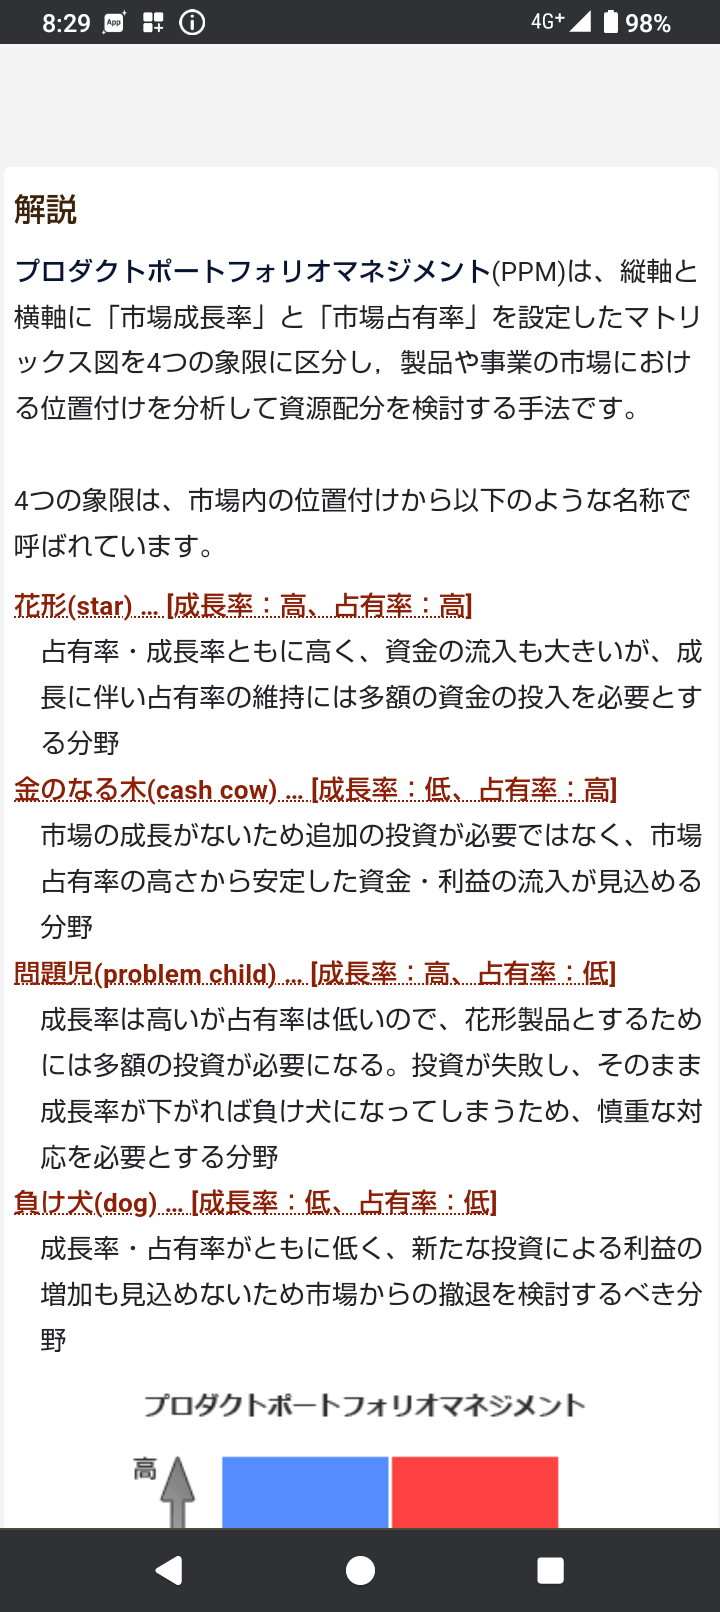 8:29
App
4G+
98%
解説
プロダクトポートフォリオマネジメント(PPM)は、縦軸と
横軸に「市場成長率」と「市場占有率」を設定したマトリ
ックス図を4つの象限に区分し，製品や事業の市場におけ
る位置付けを分析して資源配分を検討する手法です。
4つの象限は、市場内の位置付けから以下のような名称で
呼ばれています。
花形(star) … [成長率：高、占有率：高]
占有率・成長率ともに高く、資金の流入も大きいが、成
長に伴い占有率の維持には多額の資金の投入を必要とす
る分野
金のなる木(cash cow) … [成長率：低、占有率：高]
市場の成長がないため追加の投資が必要ではなく、市場
占有率の高さから安定した資金・利益の流入が見込める
分野
問題児(problem child) … [成長率：高、占有率：低]
成長率は高いが占有率は低いので、花形製品とするため
には多額の投資が必要になる。投資が失敗し、そのまま
成長率が下がれば負け犬になってしまうため、慎重な対
応を必要とする分野
負け犬(dog) … [成長率：低、占有率：低]
成長率・占有率がともに低く、新たな投資による利益の
増加も見込めないため市場からの撤退を検討するべき分
野
プロダクトポートフォリオマネジメント
高